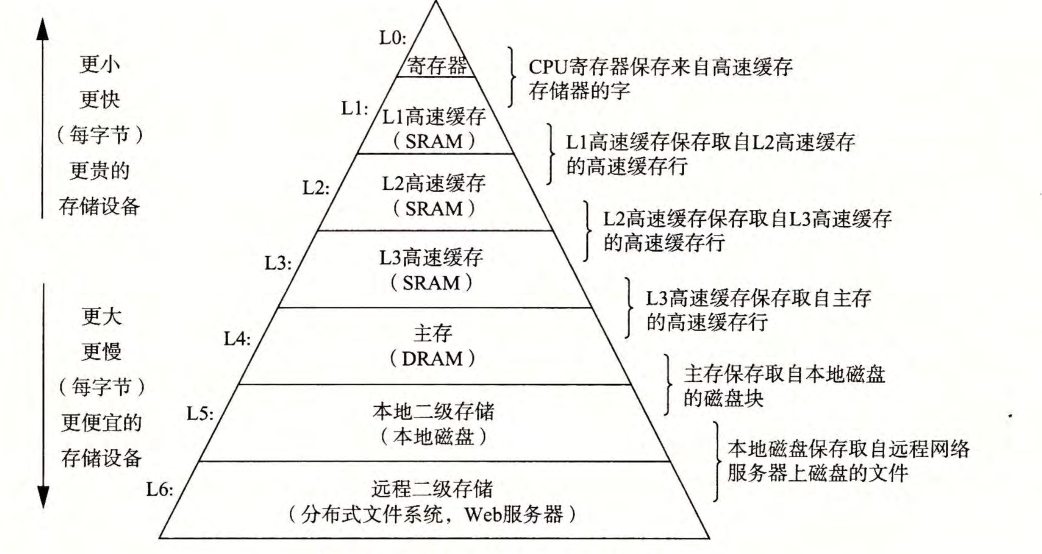 更小
更快
（每字节）
更贵的
存储设备
更大
更慢
（每字节）
更便宜的
存储设备
L0:
寄存器
L1:
L1高速缓存
（SRAM）
L2:
L2高速缓存
（SRAM）
L3:
L3高速缓存
（SRAM）
L4:
主存
（DRAM）
L5:
本地二级存储
（本地磁盘）
L6:
远程二级存储
（分布式文件系统，Web服务器）
CPU寄存器保存来自高速缓存
存储器的字
L1高速缓存保存取自L2高速缓存
的高速缓存行
L2高速缓存保存取自L3高速缓存
的高速缓存行
L3高速缓存保存取自主存
的高速缓存行
主存保存取自本地磁盘
的磁盘块
本地磁盘保存取自远程网络
服务器上磁盘的文件